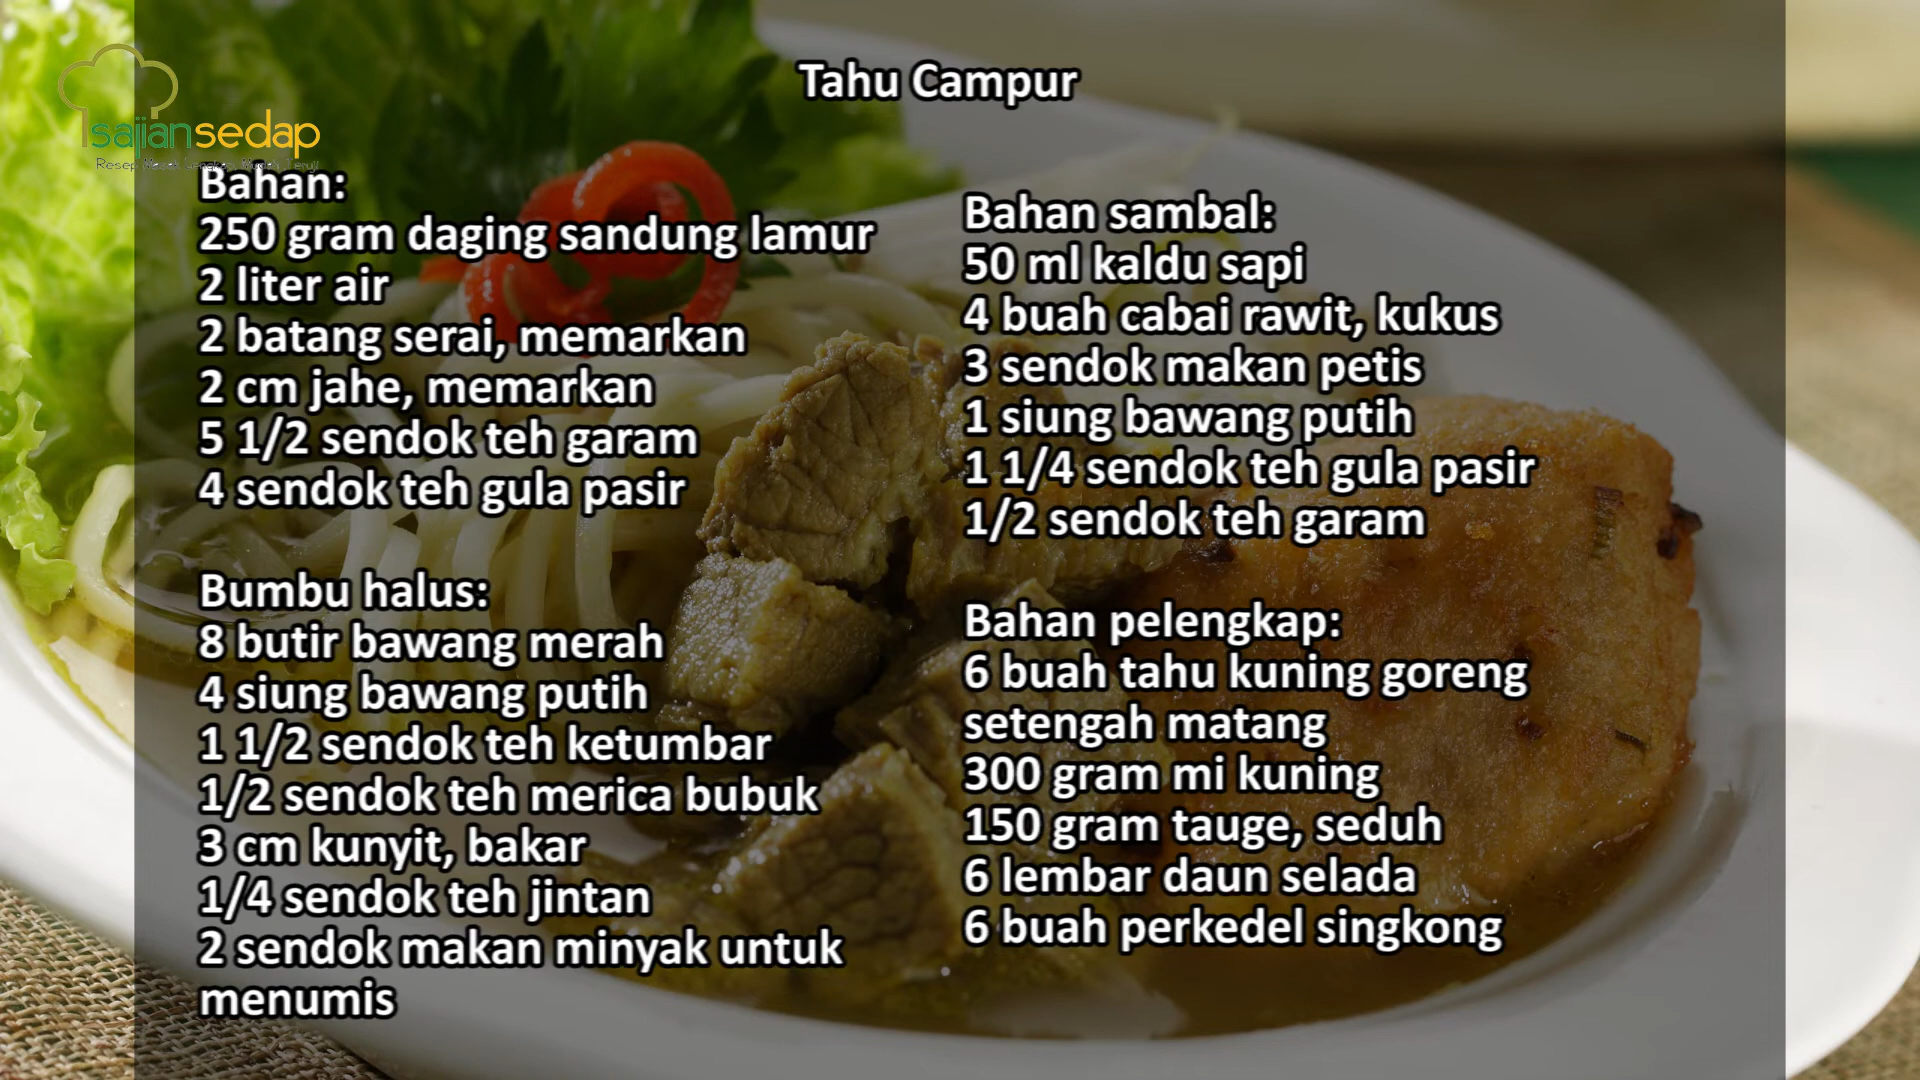 Tahu Campur
sajiansedap
Bahan:
250 gram daging sandung lamur
2 liter air
2 batang serai, memarkan
2 cm jahe, memarkan
5 1/2 sendok teh garam
4 sendok teh gula pasir
Bumbu halus:
8 butir bawang merah
4 siung bawang putih
1 1/2 sendok teh ketumbar
1/2 sendok teh merica bubuk
3 cm kunyit, bakar
1/4 sendok teh jintan
2 sendok makan minyak untuk
menumis
Bahan sambal:
50 ml kaldu sapi
4 buah cabai rawit, kukus
3 sendok makan petis
1 siung bawang putih
1 1/4 sendok teh gula pasir
1/2 sendok teh garam
Bahan pelengkap:
6 buah tahu kuning goreng
setengah matang
300 gram mi kuning
150 gram tauge, seduh
6 lembar daun selada
6 buah perkedel singkong